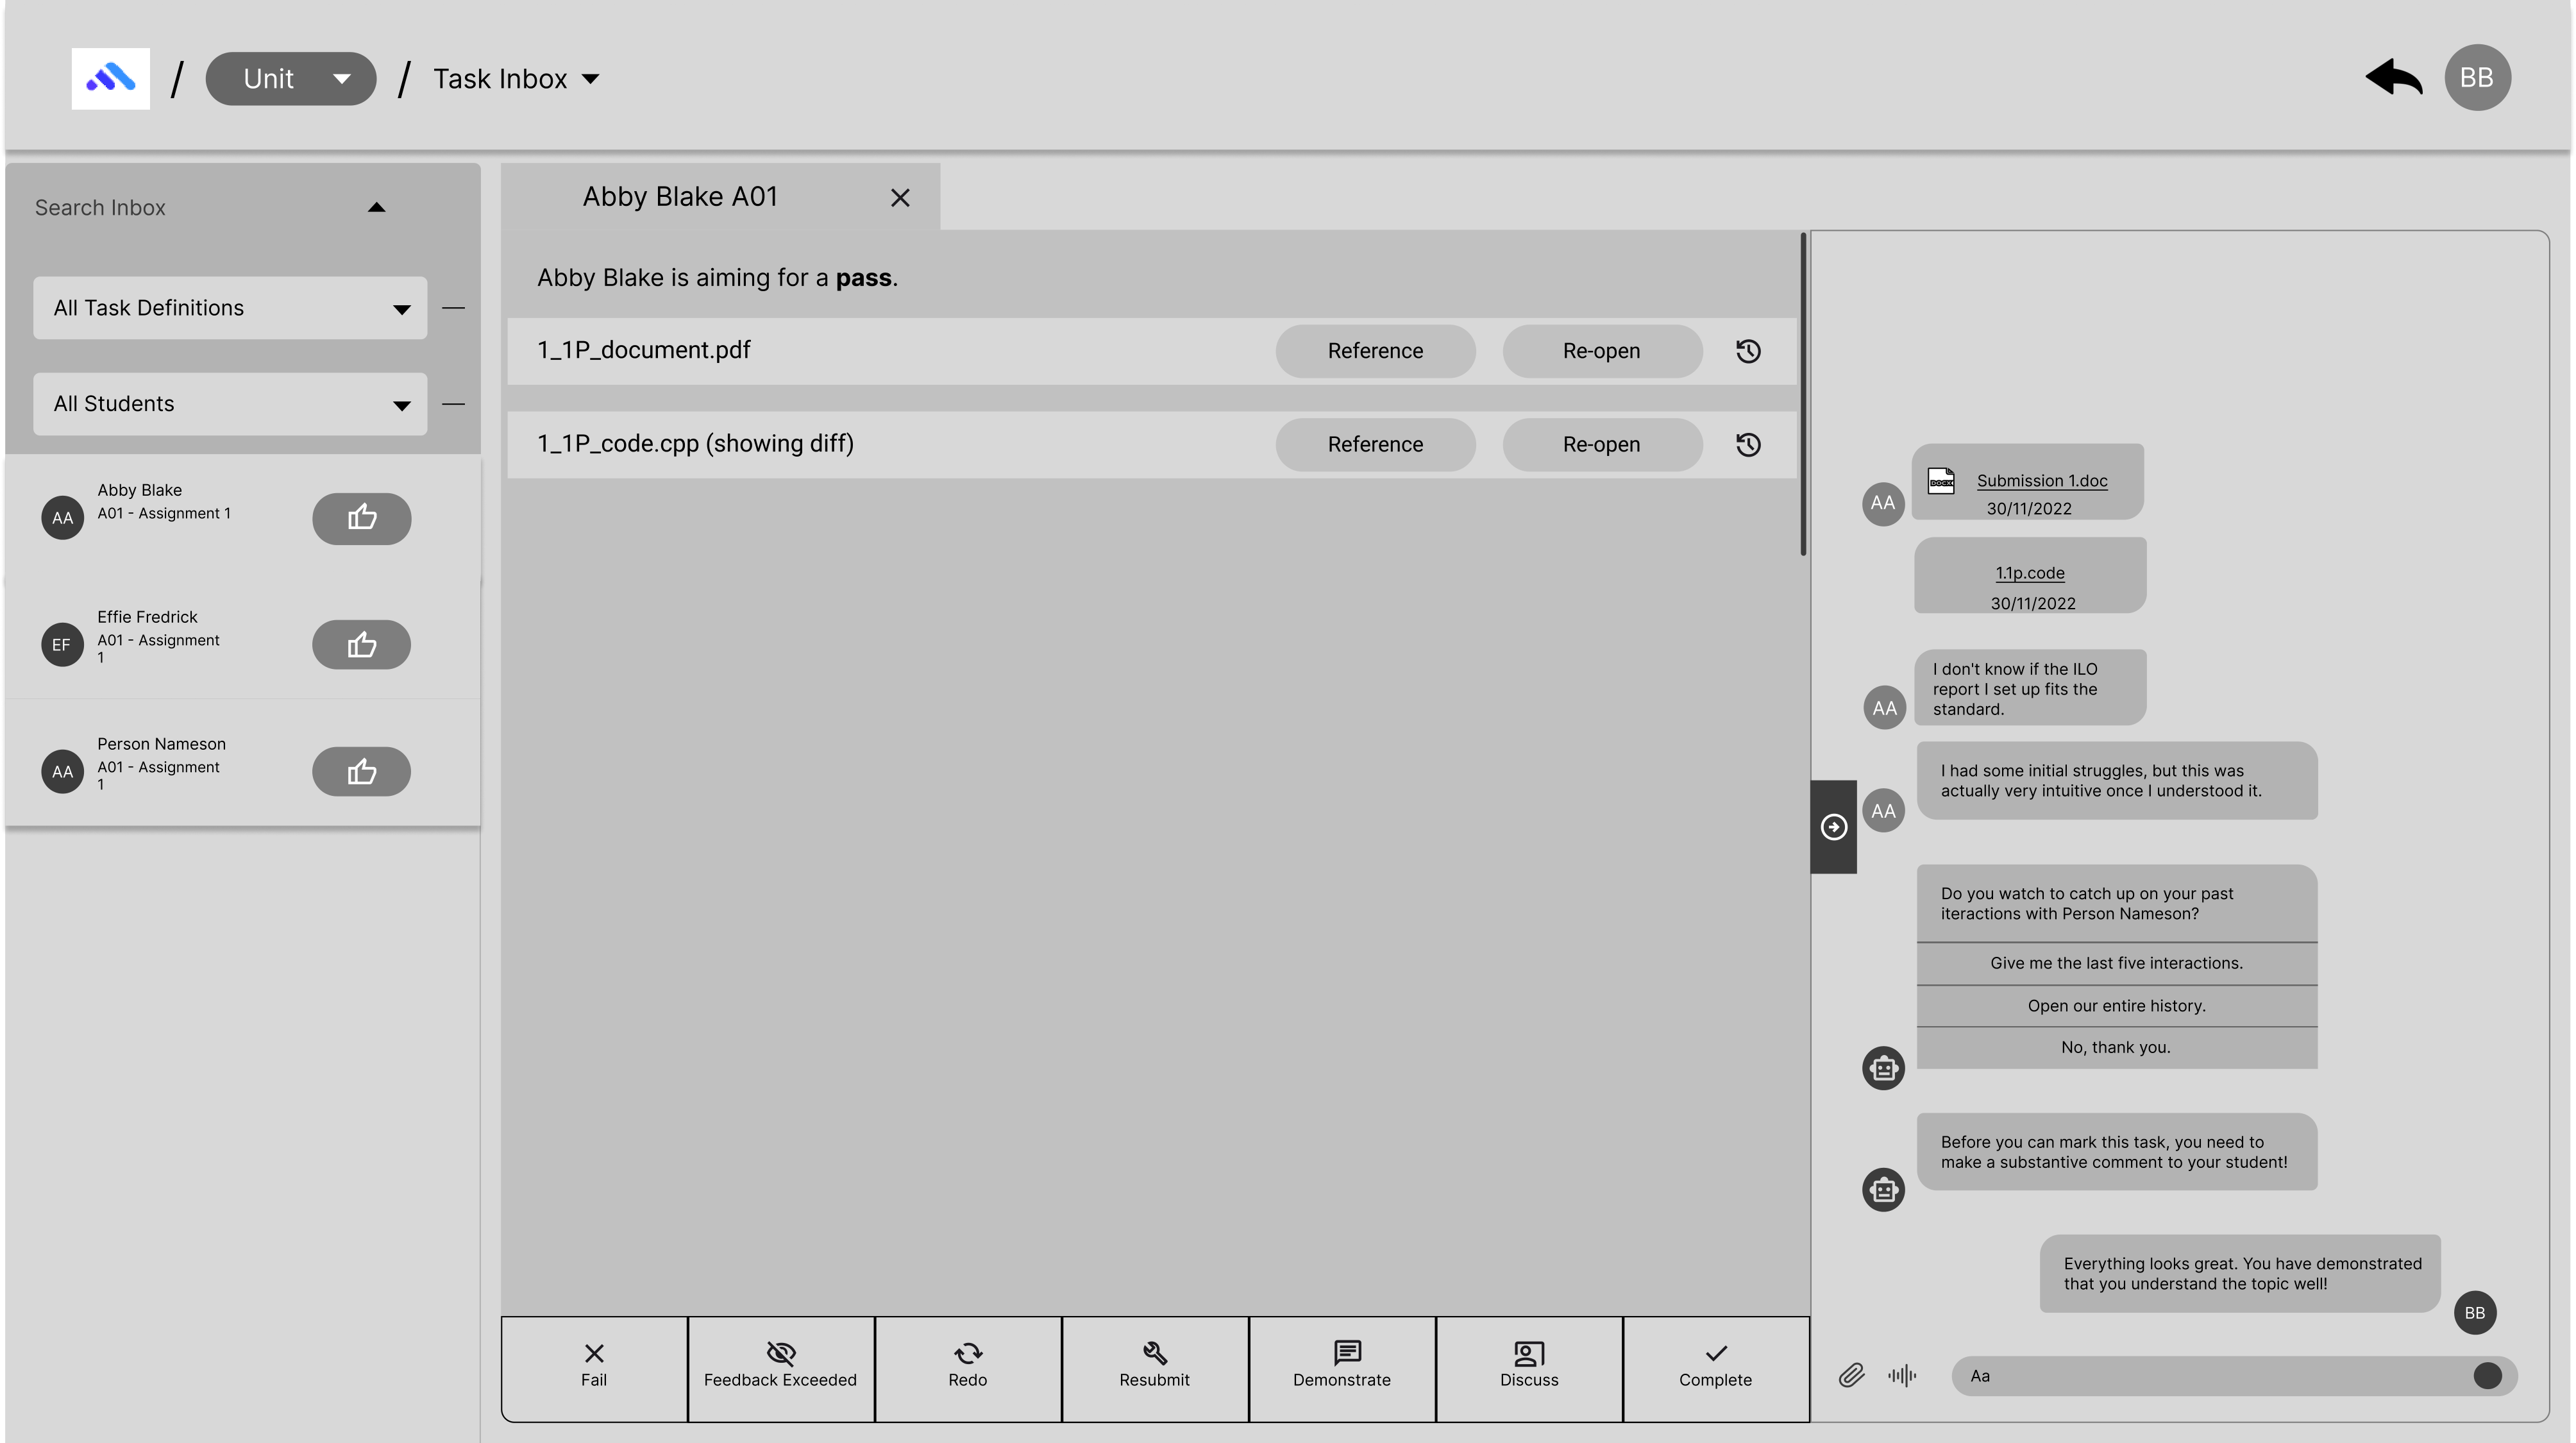 / Unit / Task Inbox
BB
Search Inbox
All Task Definitions
All Students
AA
Abby Blake
A01 - Assignment 1
EF
Effie Fredrick
A01 - Assignment
1
AA
Person Nameson
A01 - Assignment
1
Abby Blake A01
Abby Blake is aiming for a pass.
1_1P_document.pdf
Reference
Re-open
1_1P_code.cpp (showing diff)
Reference
Re-open
Fail
Feedback Exceeded
Redo
Resubmit
Demonstrate
Discuss
Complete
AA
DOCX
Submission 1.doc
30/11/2022
1.1p.code
30/11/2022
AA
I don't know if the ILO
report I set up fits the
standard.
AA
I had some initial struggles, but this was
actually very intuitive once I understood it.
Do you watch to catch up on your past
iteractions with Person Nameson?
Give me the last five interactions.
Open our entire history.
No, thank you.
Before you can mark this task, you need to
make a substantive comment to your student!
Everything looks great. You have demonstrated
that you understand the topic well!
BB
Aa